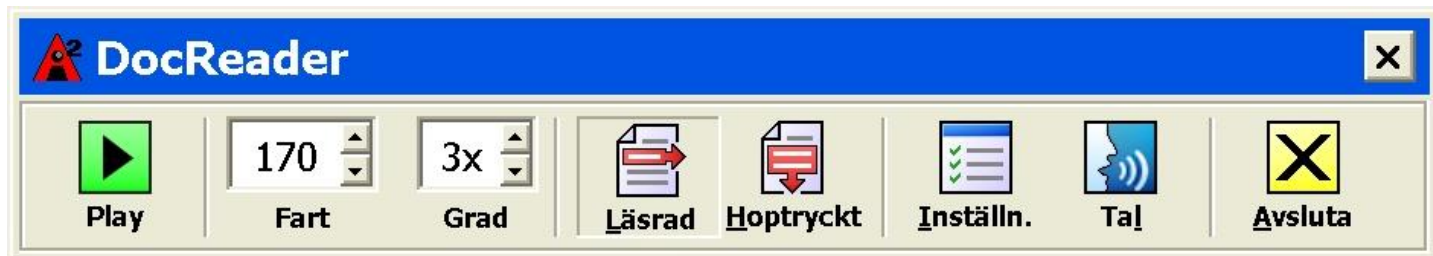 DocReader
170 3x
Play Fart Grad Läsrad Hoptryckt Inställn. Tal Avsluta